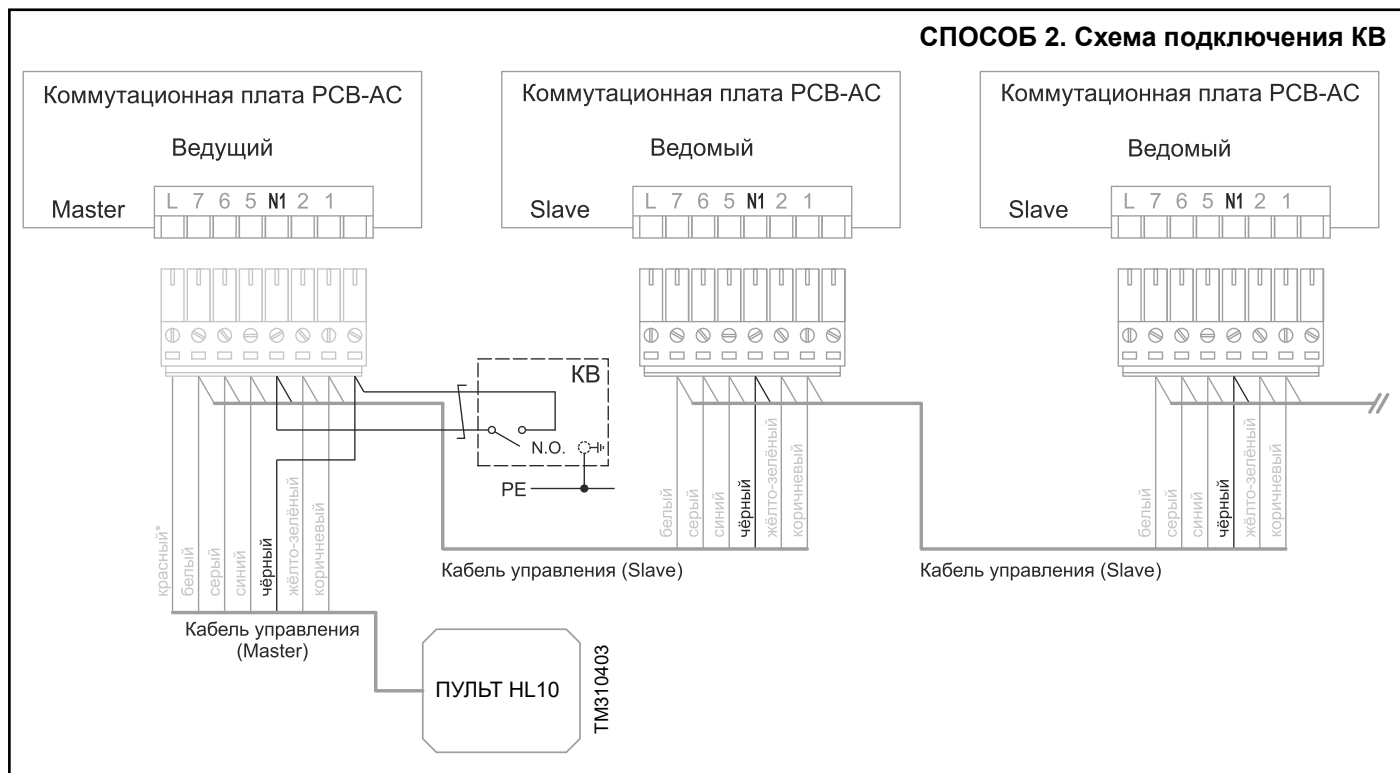 СПОСОБ 2. Схема подключения КВ
Коммутационная плата PCB-AC
Ведущий
Master
L 7 6 5 N1 2 1
Коммутационная плата PCB-AC
Ведомый
Slave
L 7 6 5 N1 2 1
Коммутационная плата PCB-AC
Ведомый
Slave
L 7 6 5 N1 2 1
КВ
N.O.
PE
красный*
белый
серый
синий
чёрный
жёлто-зелёный
коричневый
белый
серый
синий
чёрный
жёлто-зелёный
коричневый
белый
серый
синий
чёрный
жёлто-зелёный
коричневый
Кабель управления (Slave)
Кабель управления (Slave)
Кабель управления
(Master)
ПУЛЬТ HL10
TM310403